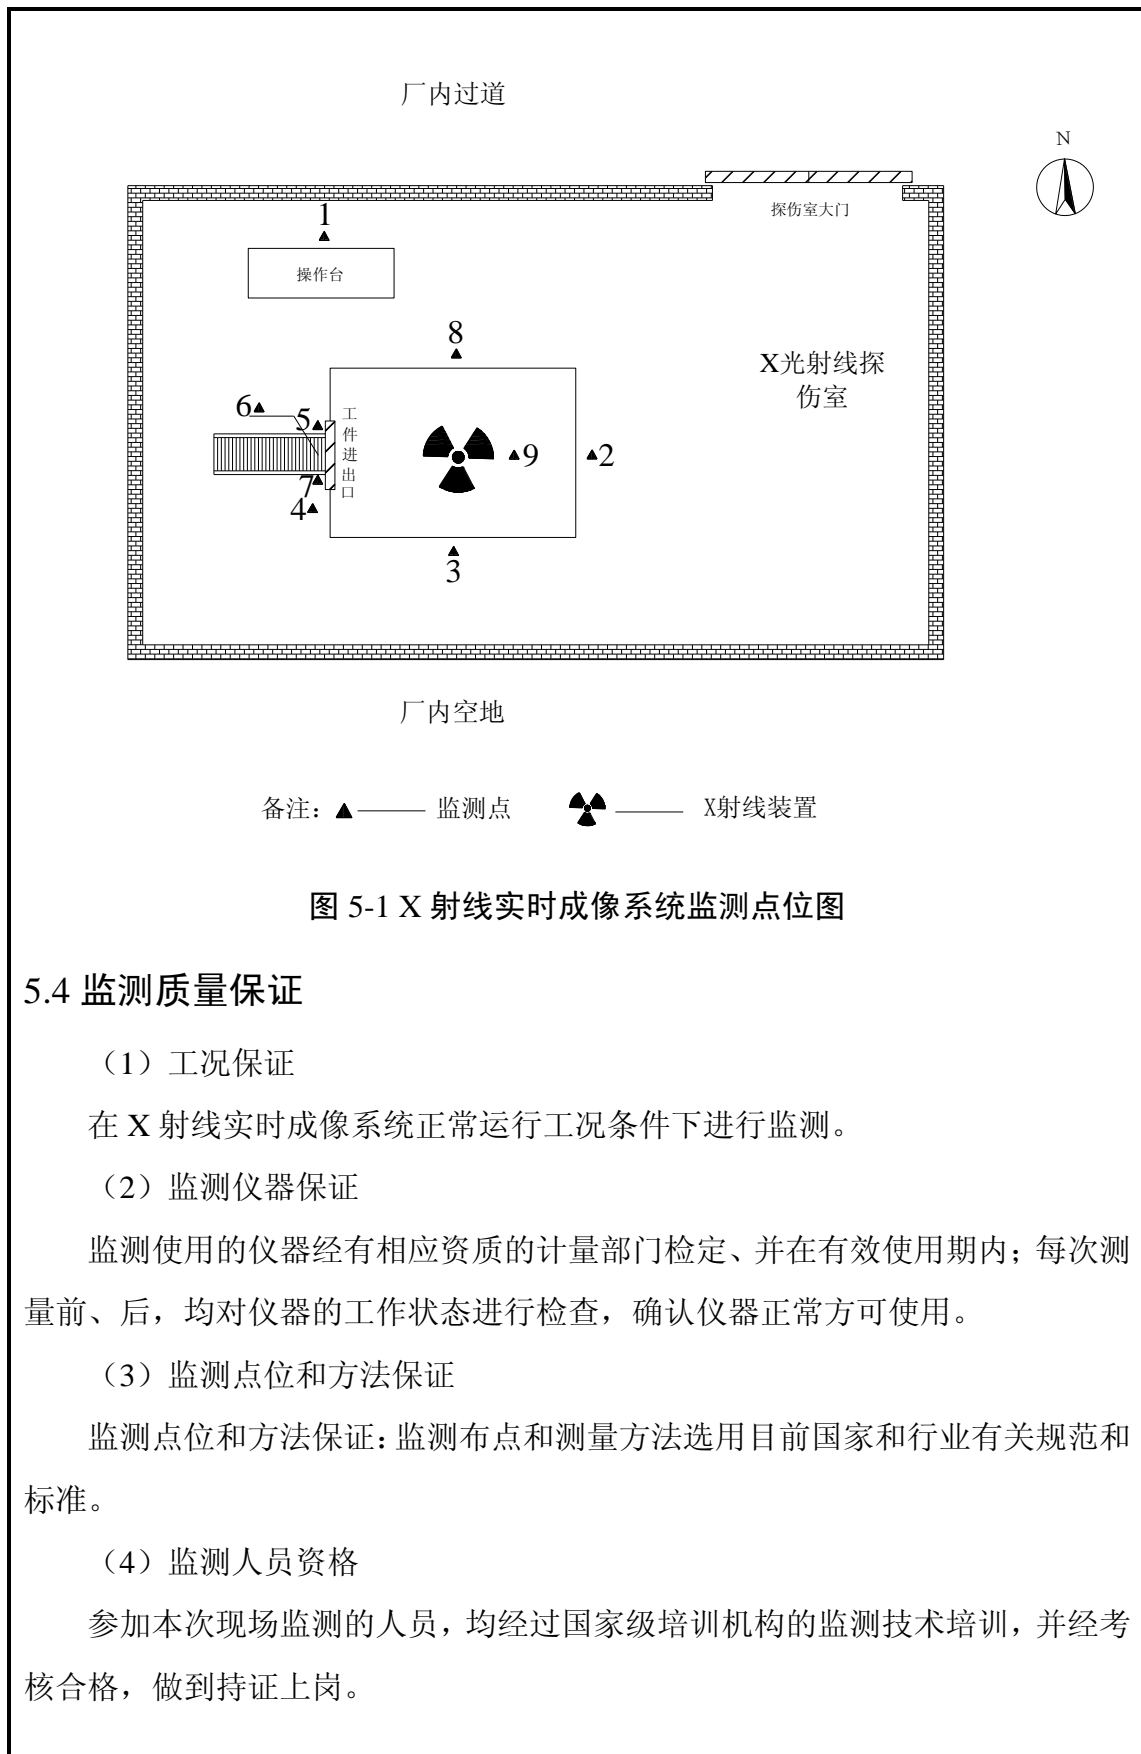 厂内过道
N
探伤室大门
1
操作台
8
X光射线探
伤室
6
5
工件进出口
9
2
7
4
3
厂内空地
备注：▲—— 监测点 —— X射线装置
图 5-1 X 射线实时成像系统监测点位图
5.4 监测质量保证
（1）工况保证
在 X 射线实时成像系统正常运行工况条件下进行监测。
（2）监测仪器保证
监测使用的仪器经有相应资质的计量部门检定、并在有效使用期内；每次测
量前、后，均对仪器的工作状态进行检查，确认仪器正常方可使用。
（3）监测点位和方法保证
监测点位和方法保证：监测布点和测量方法选用目前国家和行业有关规范和
标准。
（4）监测人员资格
参加本次现场监测的人员，均经过国家级培训机构的监测技术培训，并经考
核合格，做到持证上岗。